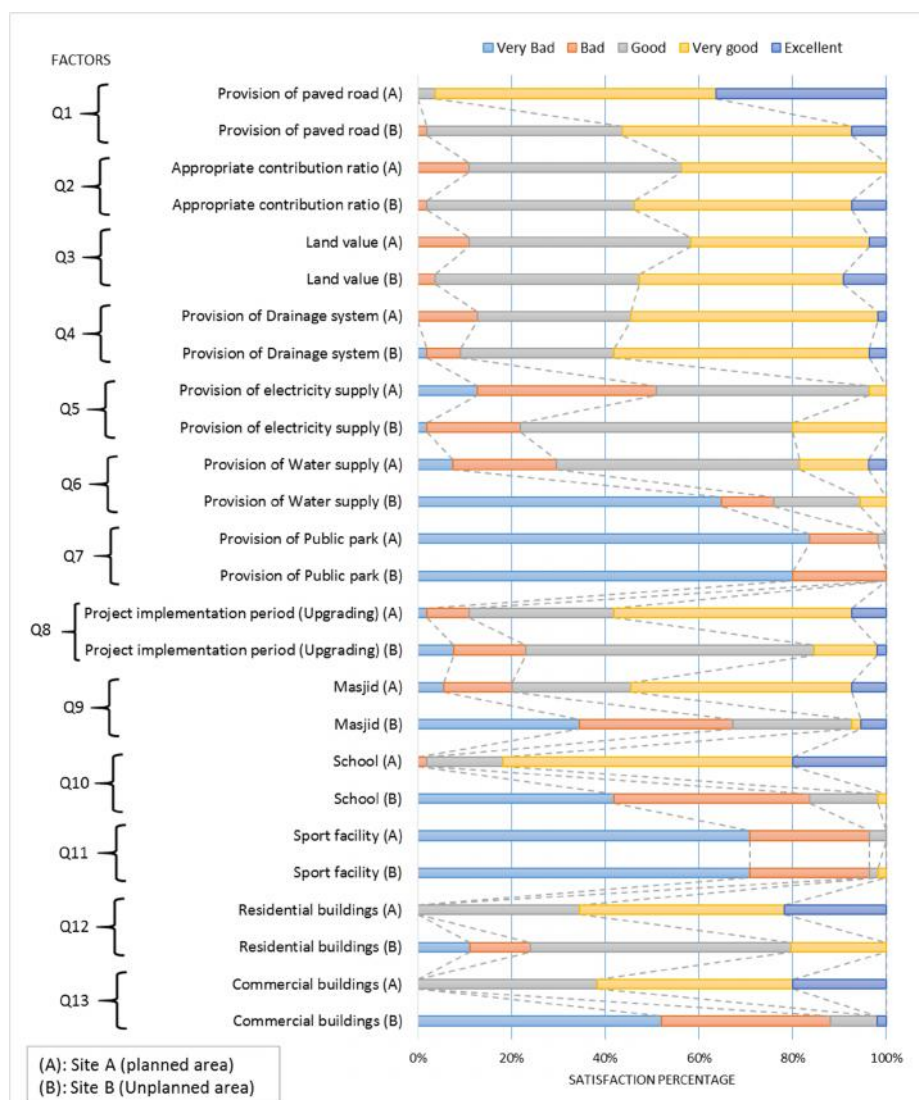 Very Bad Bad Good Very good Excellent
FACTORS
Q1
Provision of paved road (A)
Provision of paved road (B)
Q2
Appropriate contribution ratio (A)
Appropriate contribution ratio (B)
Q3
Land value (A)
Land value (B)
Q4
Provision of Drainage system (A)
Provision of Drainage system (B)
Q5
Provision of electricity supply (A)
Provision of electricity supply (B)
Q6
Provision of Water supply (A)
Provision of Water supply (B)
Q7
Provision of Public park (A)
Provision of Public park (B)
Q8
Project implementation period (Upgrading) (A)
Project implementation period (Upgrading) (B)
Q9
Masjid (A)
Masjid (B)
Q10
School (A)
School (B)
Q11
Sport facility (A)
Sport facility (B)
Q12
Residential buildings (A)
Residential buildings (B)
Q13
Commercial buildings (A)
Commercial buildings (B)
0% 20% 40% 60% 80% 100%
SATISFACTION PERCENTAGE
(A): Site A (planned area)
(B): Site B (Unplanned area)